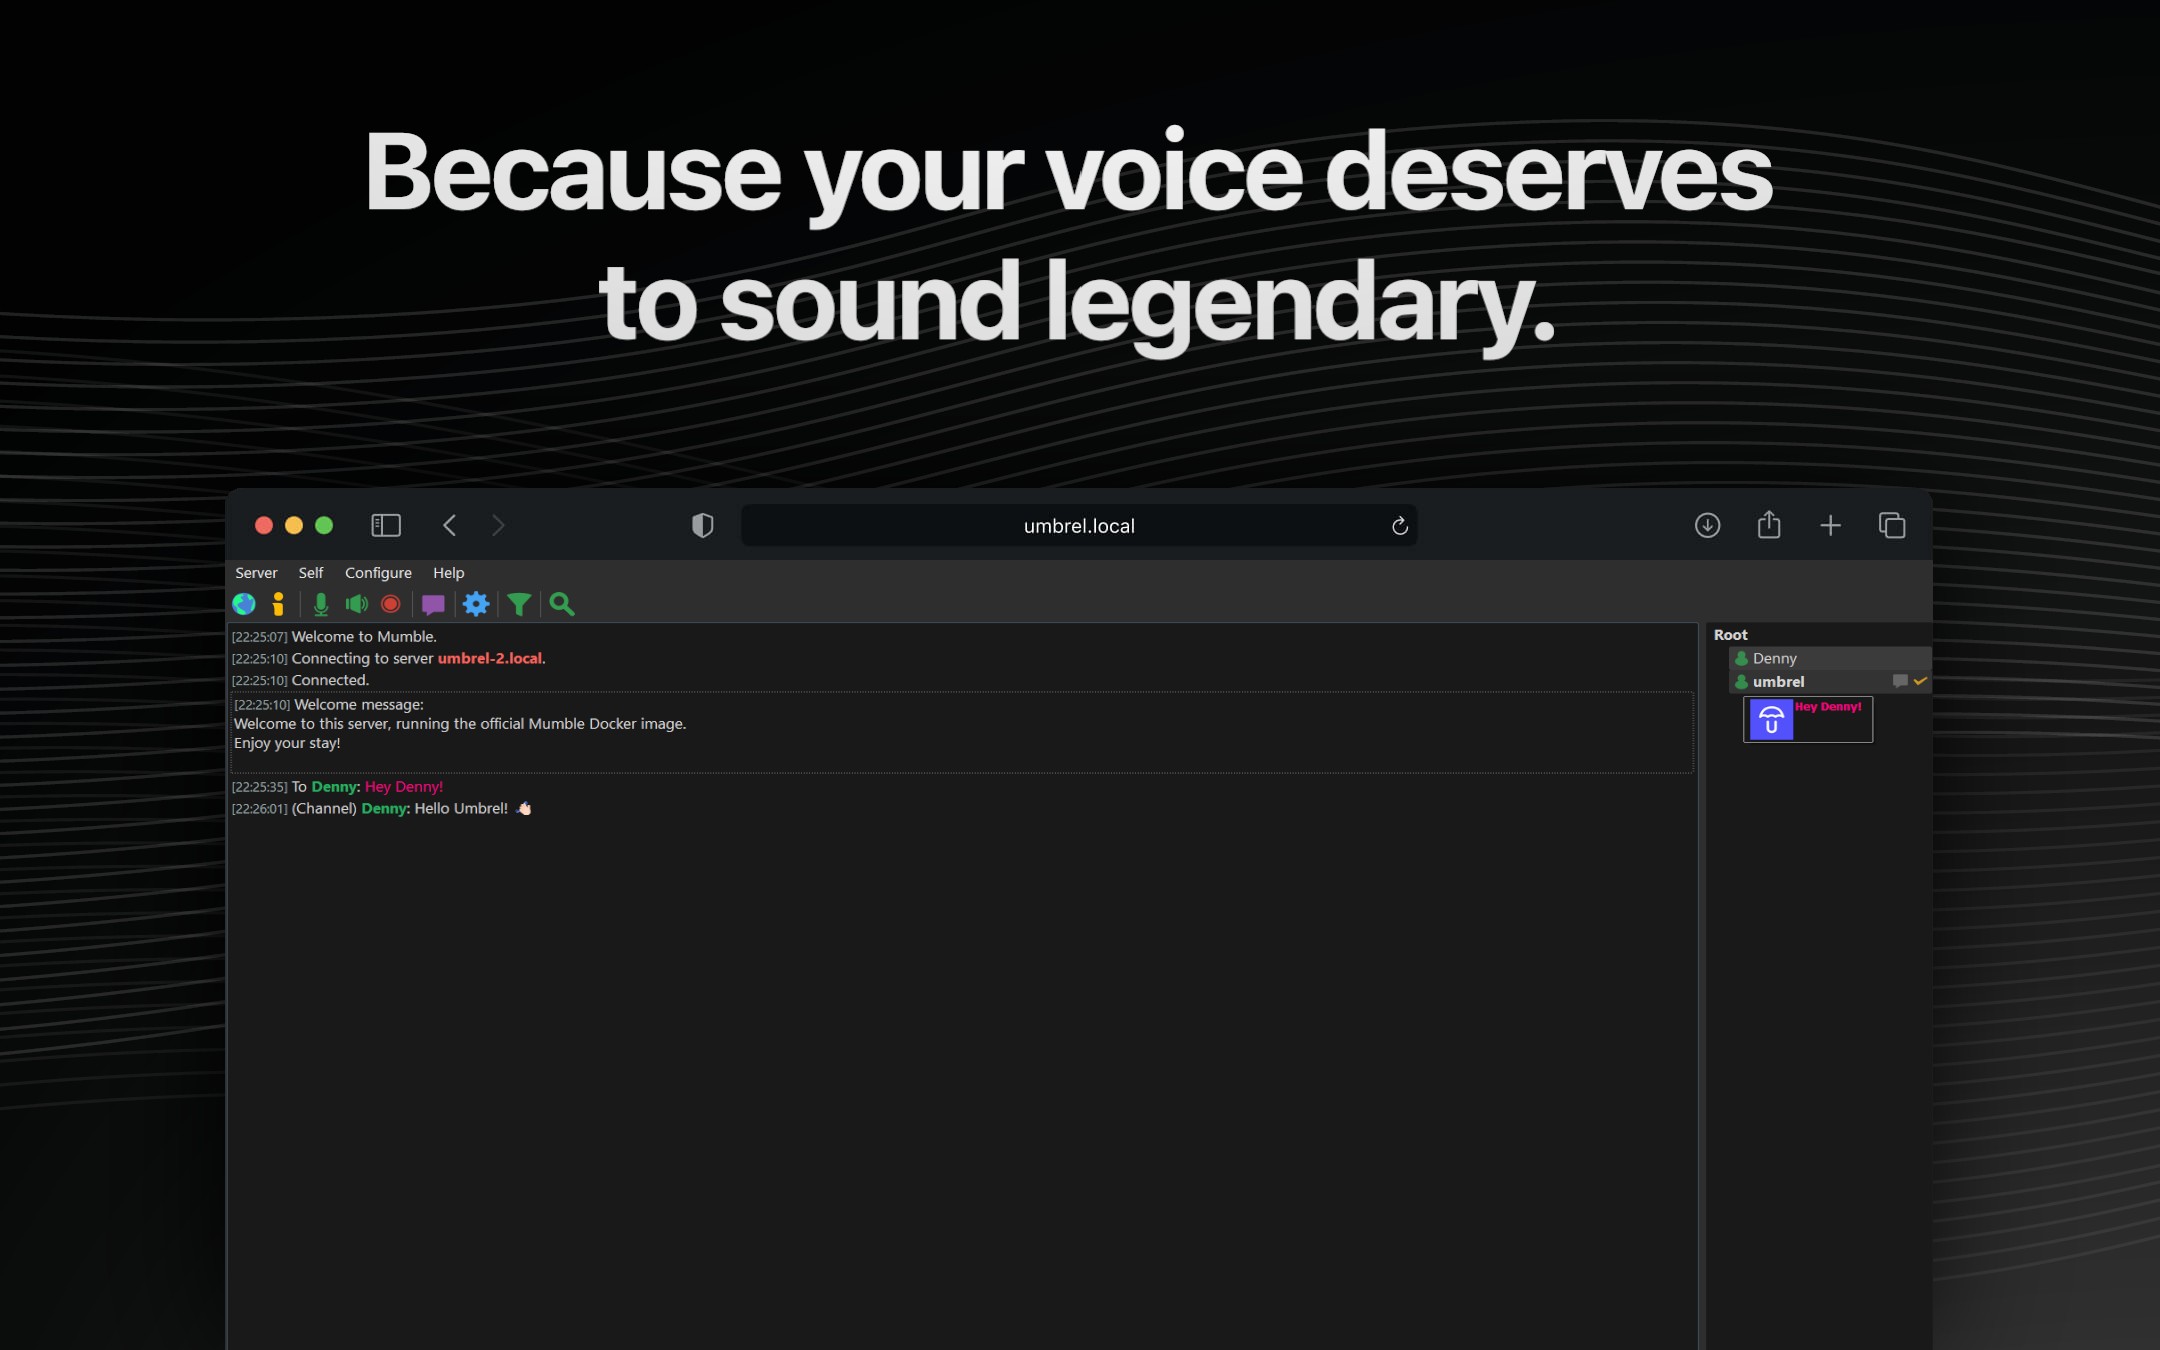 Because your voice deserves
to sound legendary.
umbrel.local
Server Self Configure Help
[22:25:07] Welcome to Mumble.
[22:25:10] Connecting to server umbrel-2.local.
[22:25:10] Connected.
[22:25:10] Welcome message:
Welcome to this server, running the official Mumble Docker image.
Enjoy your stay!
[22:25:35] To Denny: Hey Denny!
[22:26:01] (Channel) Denny: Hello Umbrel! 👋🏻
Root
Denny
umbrel
Hey Denny!